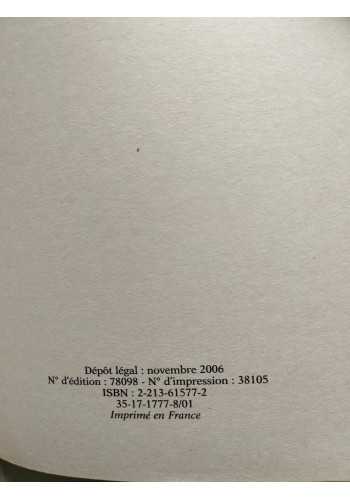 Dépôt légal : novembre 2006
N° d'édition : 78098 - N° d'impression : 38105
ISBN : 2-213-61577-2
35-17-1777-8/01
Imprimé en France